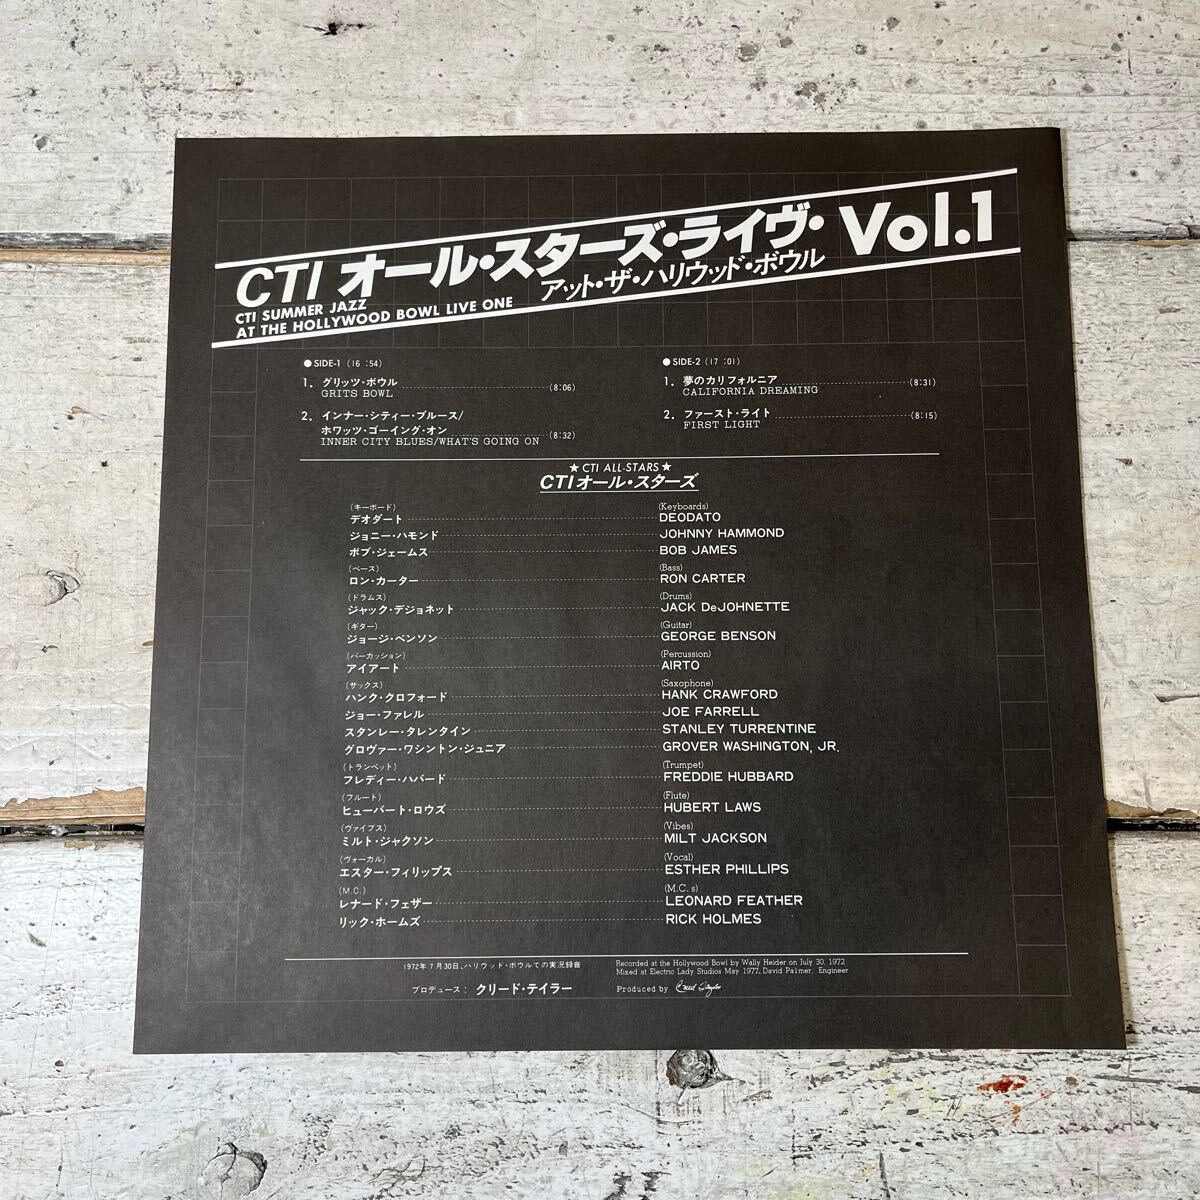 CTI オール・スターズ・ライヴ・ Vol.1
アット・ザ・ハリウッド・ボウル
CTI SUMMER JAZZ
AT THE HOLLYWOOD BOWL LIVE ONE
●SIDE-1 (16 :54)
1. グリッツ・ボウル
GRITS BOWL (8:06)
2. インナー・シティー・ブルース/
ホワッツ・ゴーイング・オン
INNER CITY BLUES/WHAT'S GOING ON (8:32)
●SIDE-2 (17 :01)
1. 夢のカリフォルニア
CALIFORNIA DREAMING (8:31)
2. ファースト・ライト
FIRST LIGHT (8:15)
★ CTI ALL-STARS ★
CTIオール・スターズ
(キーボード) (Keyboards)
デオダート DEODATO
ジョニー・ハモンド JOHNNY HAMMOND
ボブ・ジェームス BOB JAMES
(ベース) (Bass)
ロン・カーター RON CARTER
(ドラムス) (Drums)
ジャック・デジョネット JACK DeJOHNETTE
(ギター) (Guitar)
ジョージ・ベンソン GEORGE BENSON
(パーカッション) (Percussion)
アイアート AIRTO
(サックス) (Saxophone)
ハンク・クロフォード HANK CRAWFORD
ジョー・ファレル JOE FARRELL
スタンレー・タレンタイン STANLEY TURRENTINE
グロヴァー・ワシントン・ジュニア GROVER WASHINGTON, JR.
(トランペット) (Trumpet)
フレディー・ハバード FREDDIE HUBBARD
(フルート) (Flute)
ヒューバート・ロウズ HUBERT LAWS
(ヴァイブス) (Vibes)
ミルト・ジャクソン MILT JACKSON
(ヴォーカル) (Vocal)
エスター・フィリップス ESTHER PHILLIPS
(M.C.) (M.C. s)
レナード・フェザー LEONARD FEATHER
リック・ホームズ RICK HOLMES
1972年7月30日、ハリウッド・ボウルでの実況録音
プロデュース： クリード・テイラー
Recorded at the Hollywood Bowl by Wally Heider on July 30, 1972
Mixed at Electric Lady Studios May 1977, David Palmer. Engineer
Produced by Creed Taylor